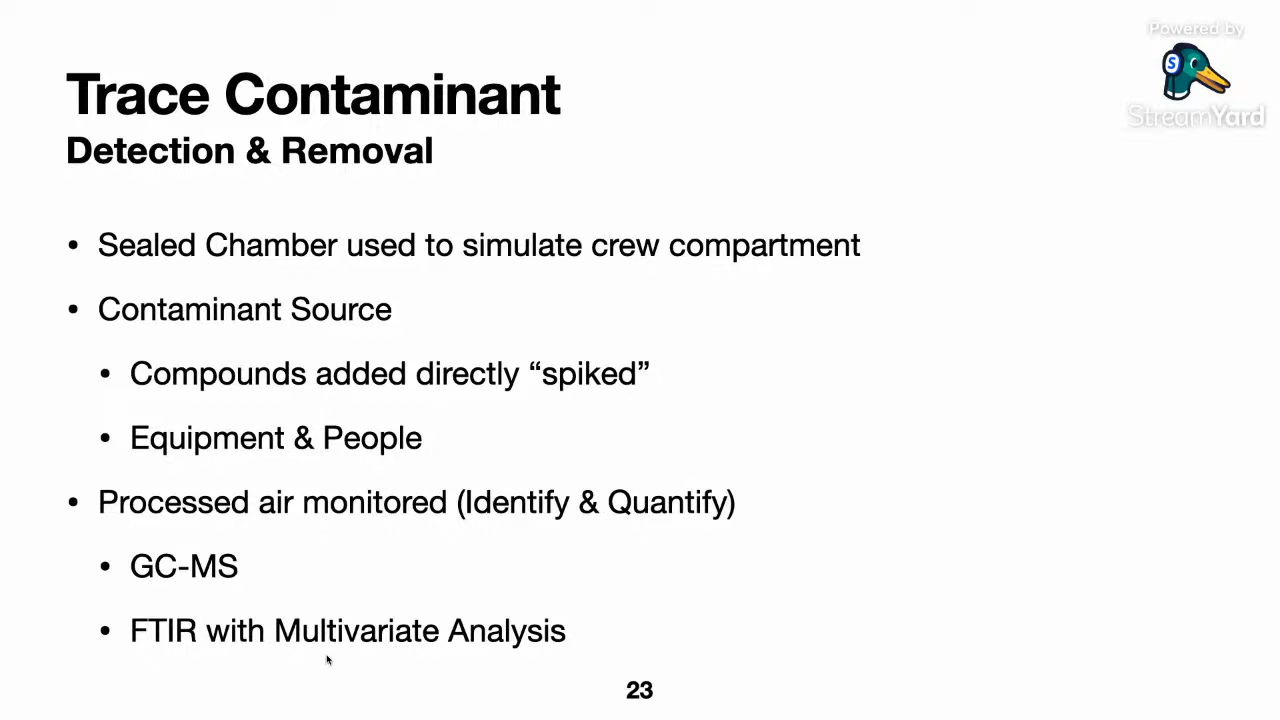 Powered by
S
StreamYard
Trace Contaminant
Detection & Removal
• Sealed Chamber used to simulate crew compartment
• Contaminant Source
• Compounds added directly “spiked”
• Equipment & People
• Processed air monitored (Identify & Quantify)
• GC-MS
• FTIR with Multivariate Analysis
23